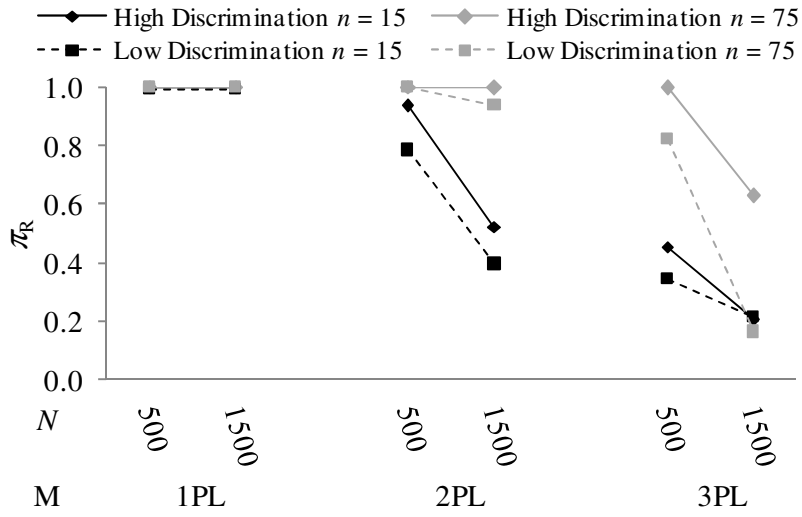 High Discrimination n = 15 High Discrimination n = 75
Low Discrimination n = 15 Low Discrimination n = 75
1.0
0.8
0.6
0.4
0.2
0.0
πR
N 500 1500 500 1500 500 1500
M 1PL 2PL 3PL